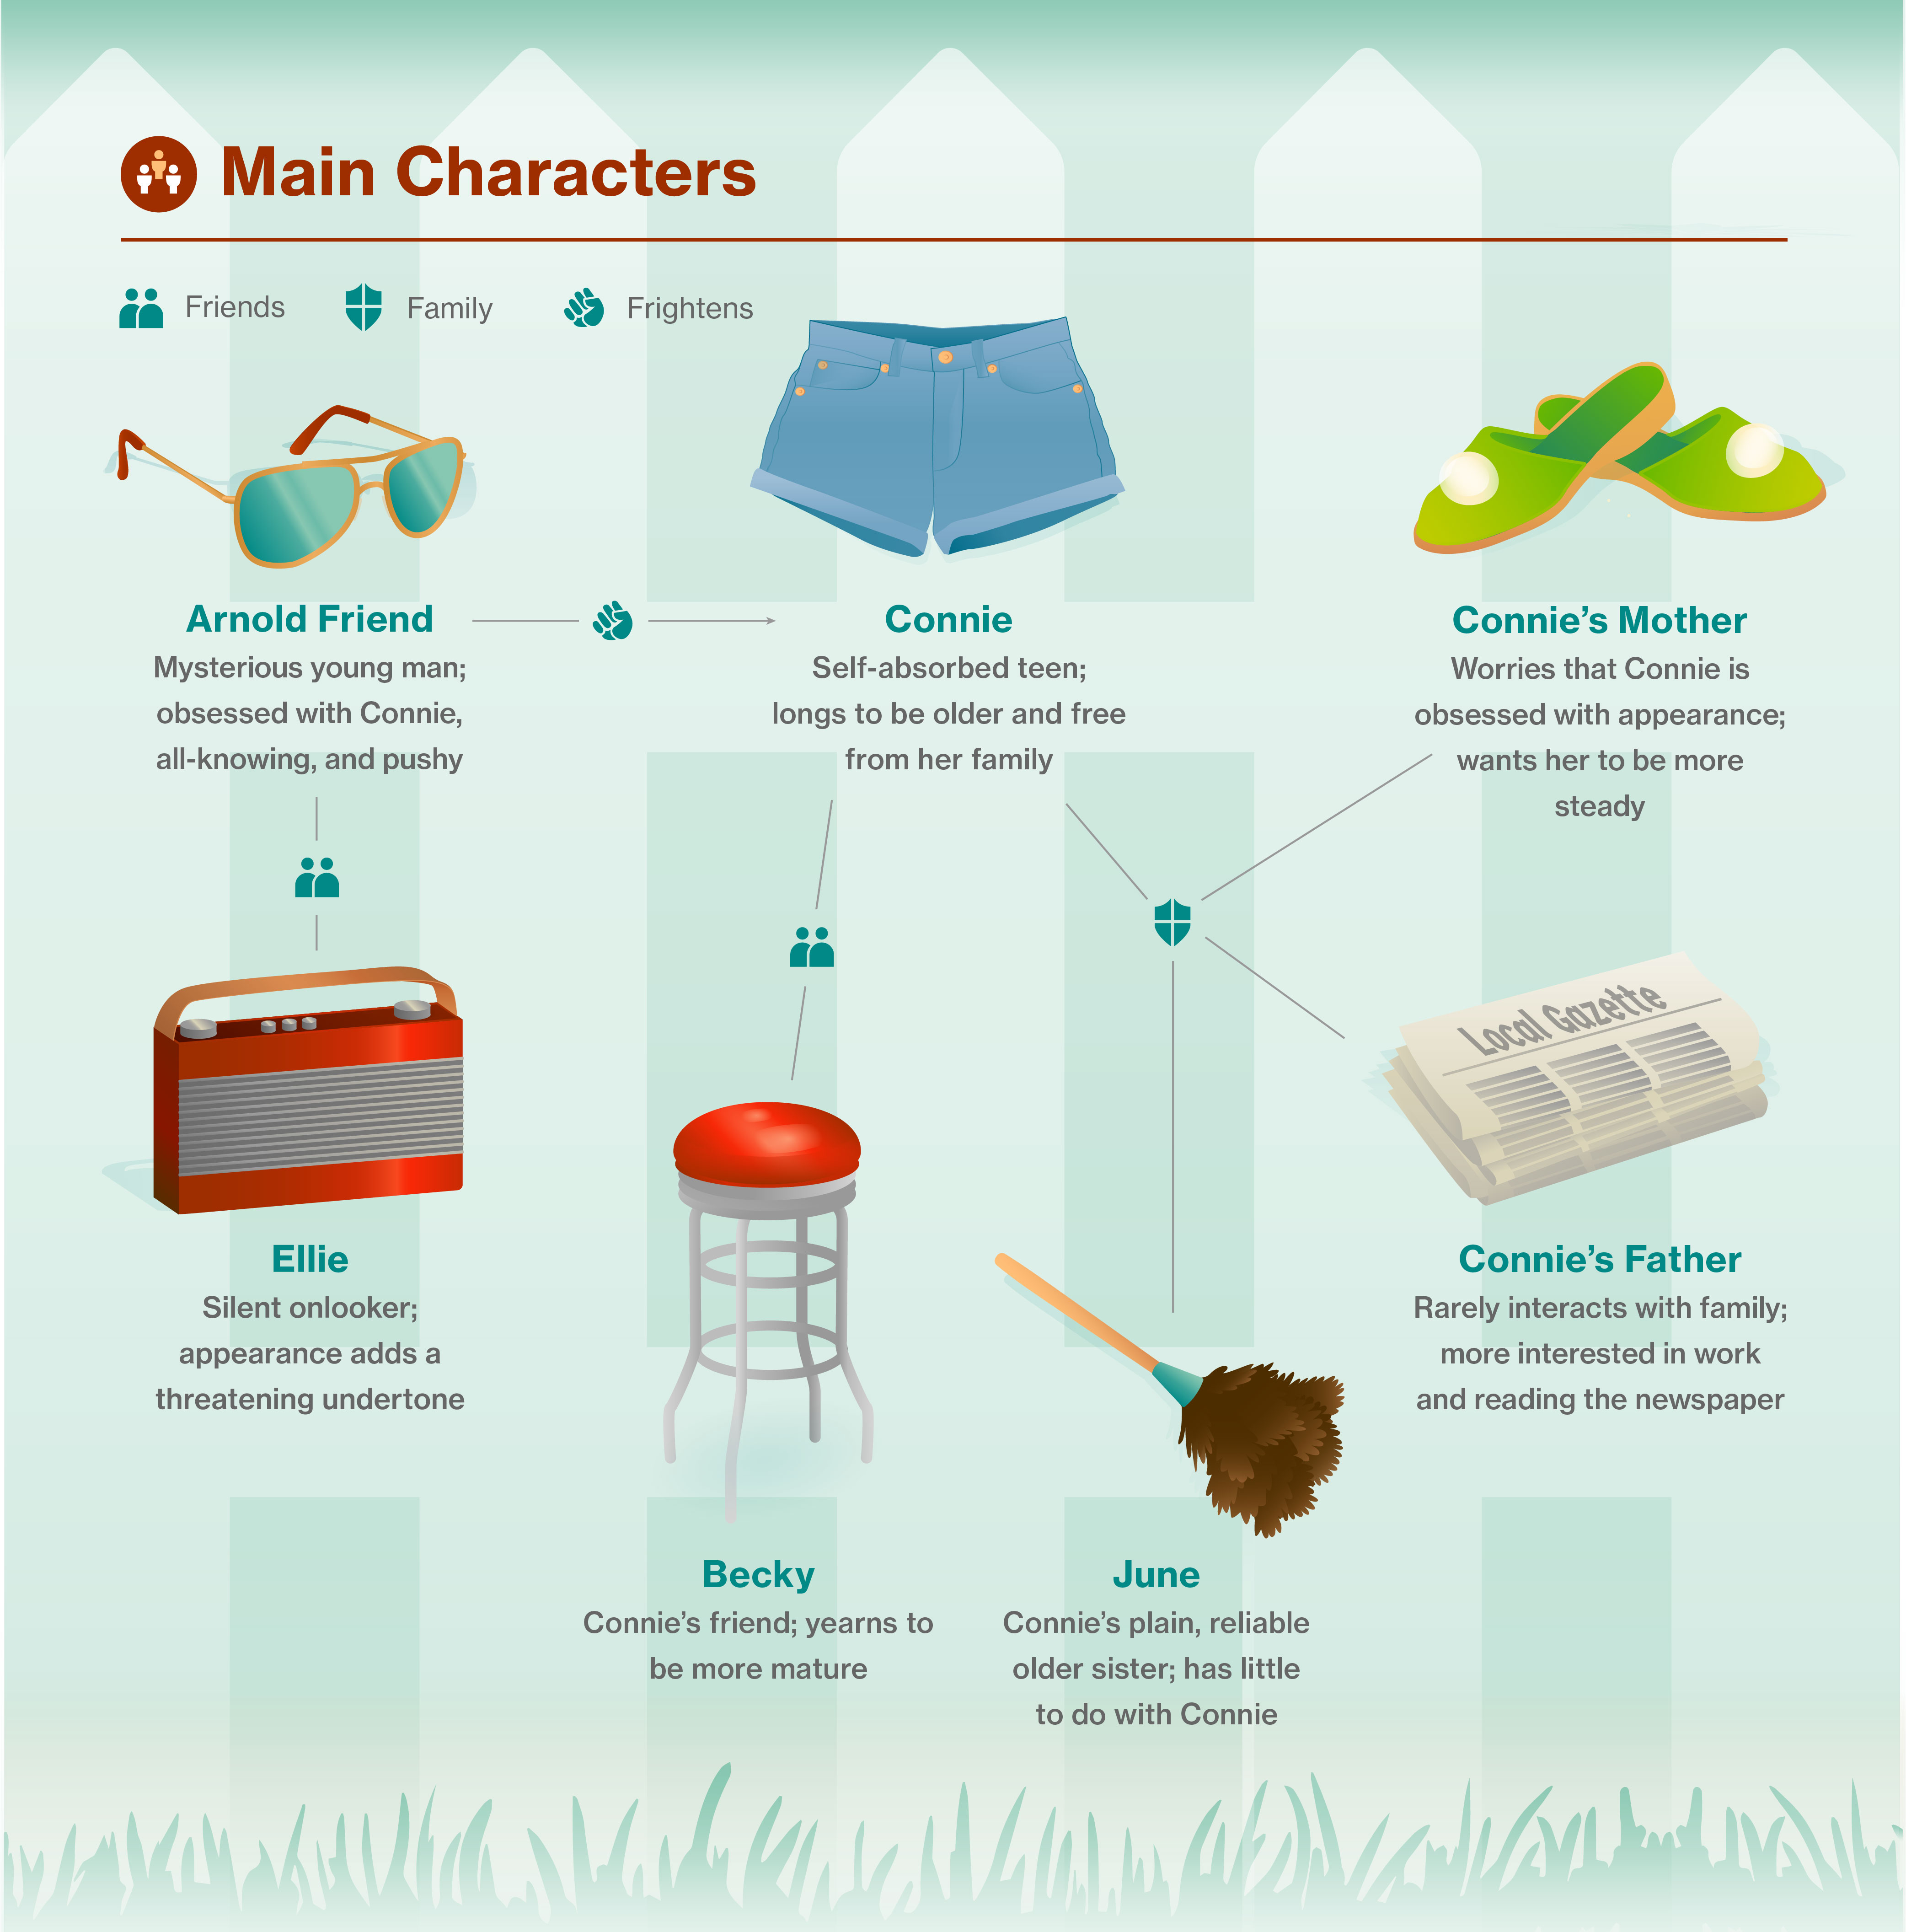 Main Characters
Friends
Family
Frightens
Arnold Friend
Mysterious young man;
obsessed with Connie,
all-knowing, and pushy
Connie
Self-absorbed teen;
longs to be older and free
from her family
Connie’s Mother
Worries that Connie is
obsessed with appearance;
wants her to be more
steady
Local Gazette
Ellie
Silent onlooker;
appearance adds a
threatening undertone
Connie’s Father
Rarely interacts with family;
more interested in work
and reading the newspaper
Becky
Connie’s friend; yearns to
be more mature
June
Connie’s plain, reliable
older sister; has little
to do with Connie